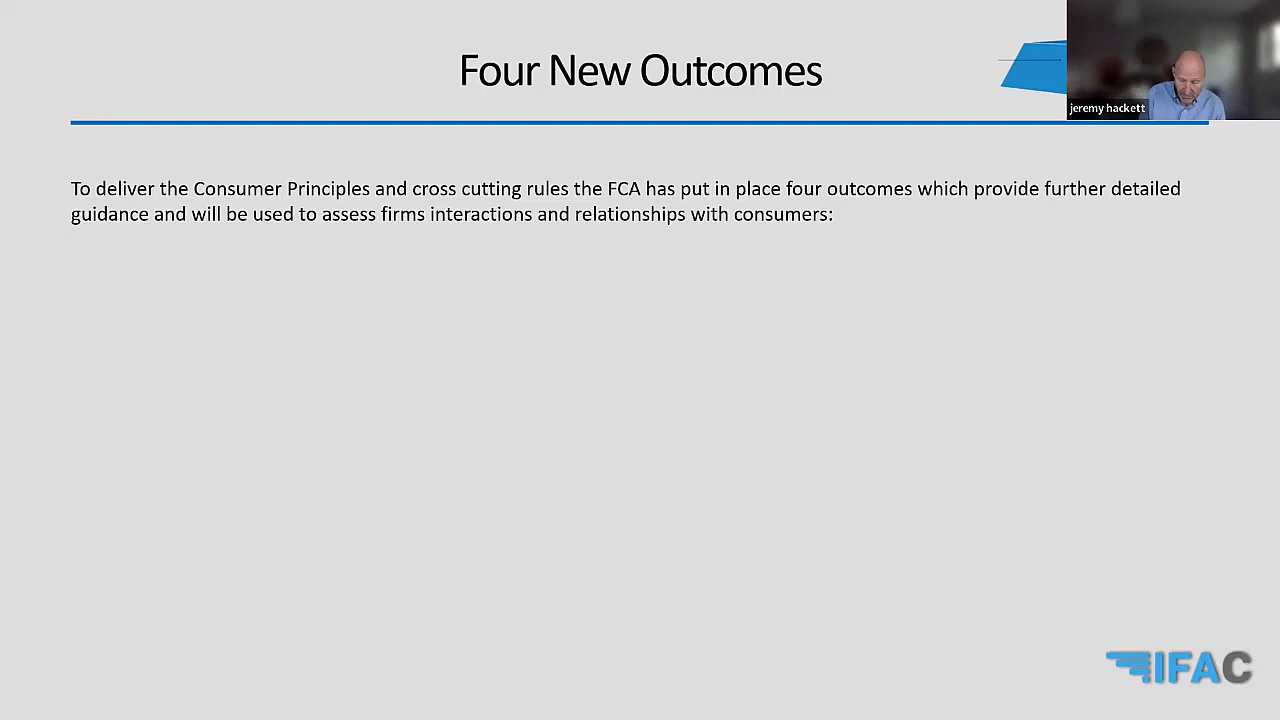 Four New Outcomes
jeremy hackett
To deliver the Consumer Principles and cross cutting rules the FCA has put in place four outcomes which provide further detailed
guidance and will be used to assess firms interactions and relationships with consumers:
IFAC